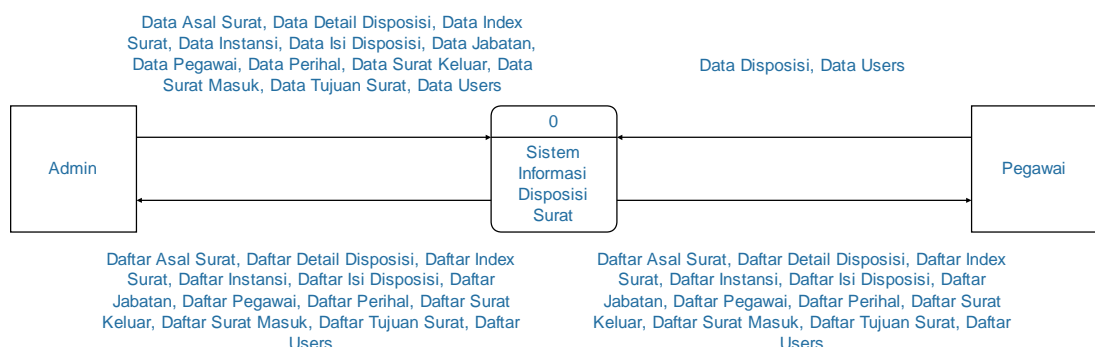 Data Asal Surat, Data Detail Disposisi, Data Index
Surat, Data Instansi, Data Isi Disposisi, Data Jabatan,
Data Pegawai, Data Perihal, Data Surat Keluar, Data
Surat Masuk, Data Tujuan Surat, Data Users
Data Disposisi, Data Users
Admin
0
Sistem
Informasi
Disposisi
Surat
Pegawai
Daftar Asal Surat, Daftar Detail Disposisi, Daftar Index
Surat, Daftar Instansi, Daftar Isi Disposisi, Daftar
Jabatan, Daftar Pegawai, Daftar Perihal, Daftar Surat
Keluar, Daftar Surat Masuk, Daftar Tujuan Surat, Daftar
Users
Daftar Asal Surat, Daftar Detail Disposisi, Daftar Index
Surat, Daftar Instansi, Daftar Isi Disposisi, Daftar
Jabatan, Daftar Pegawai, Daftar Perihal, Daftar Surat
Keluar, Daftar Surat Masuk, Daftar Tujuan Surat, Daftar
Users